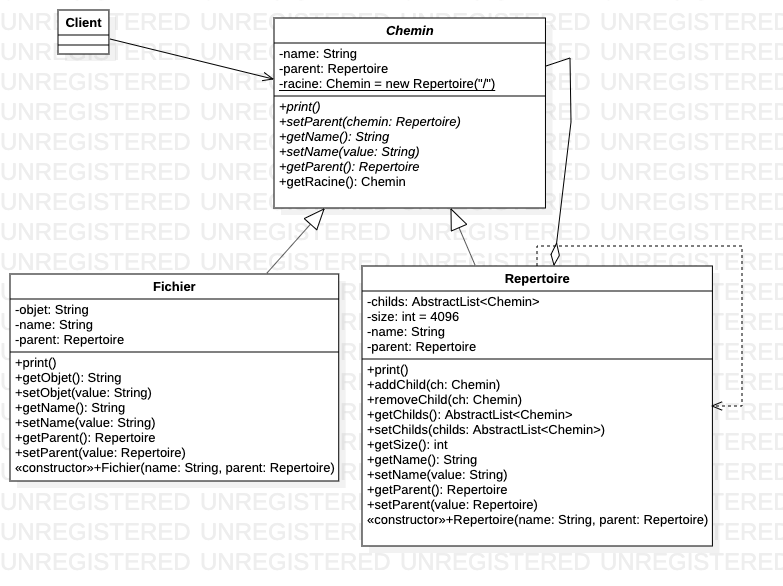 Client
Chemin
-name: String
-parent: Repertoire
-racine: Chemin = new Repertoire("/")
+print()
+setParent(chemin: Repertoire)
+getName(): String
+setName(value: String)
+getParent(): Repertoire
+getRacine(): Chemin
Fichier
-objet: String
-name: String
-parent: Repertoire
+print()
+getObjet(): String
+setObjet(value: String)
+getName(): String
+setName(value: String)
+getParent(): Repertoire
+setParent(value: Repertoire)
«constructor»+Fichier(name: String, parent: Repertoire)
Repertoire
-childs: AbstractList<Chemin>
-size: int = 4096
-name: String
-parent: Repertoire
+print()
+addChild(ch: Chemin)
+removeChild(ch: Chemin)
+getChilds(): AbstractList<Chemin>
+setChilds(childs: AbstractList<Chemin>)
+getSize(): int
+getName(): String
+setName(value: String)
+getParent(): Repertoire
+setParent(value: Repertoire)
«constructor»+Repertoire(name: String, parent: Repertoire)
UNREGISTERED